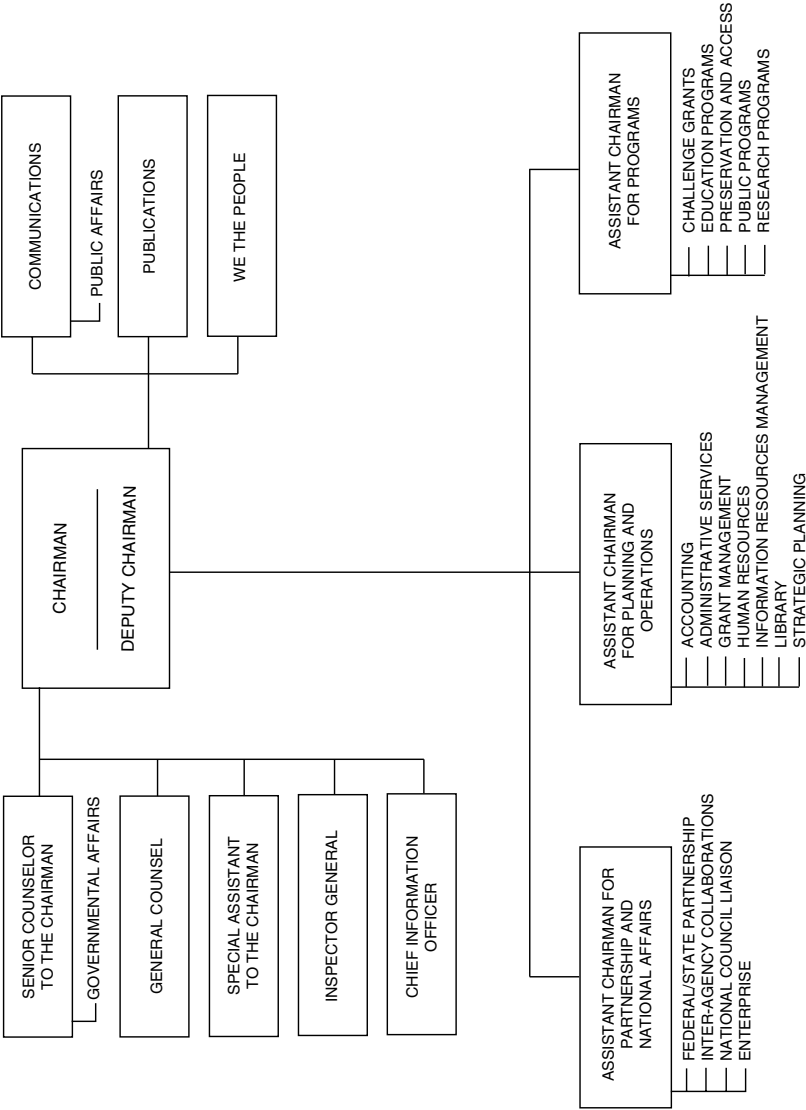 CHAIRMAN
DEPUTY CHAIRMAN
SENIOR COUNSELOR
TO THE CHAIRMAN
GOVERNMENTAL AFFAIRS
GENERAL COUNSEL
SPECIAL ASSISTANT
TO THE CHAIRMAN
INSPECTOR GENERAL
CHIEF INFORMATION
OFFICER
COMMUNICATIONS
PUBLIC AFFAIRS
PUBLICATIONS
WE THE PEOPLE
ASSISTANT CHAIRMAN FOR
PARTNERSHIP AND
NATIONAL AFFAIRS
FEDERAL/STATE PARTNERSHIP
INTER-AGENCY COLLABORATIONS
NATIONAL COUNCIL LIAISON
ENTERPRISE
ASSISTANT CHAIRMAN
FOR PLANNING AND
OPERATIONS
ACCOUNTING
ADMINISTRATIVE SERVICES
GRANT MANAGEMENT
HUMAN RESOURCES
INFORMATION RESOURCES MANAGEMENT
LIBRARY
STRATEGIC PLANNING
ASSISTANT CHAIRMAN
FOR PROGRAMS
CHALLENGE GRANTS
EDUCATION PROGRAMS
PRESERVATION AND ACCESS
PUBLIC PROGRAMS
RESEARCH PROGRAMS